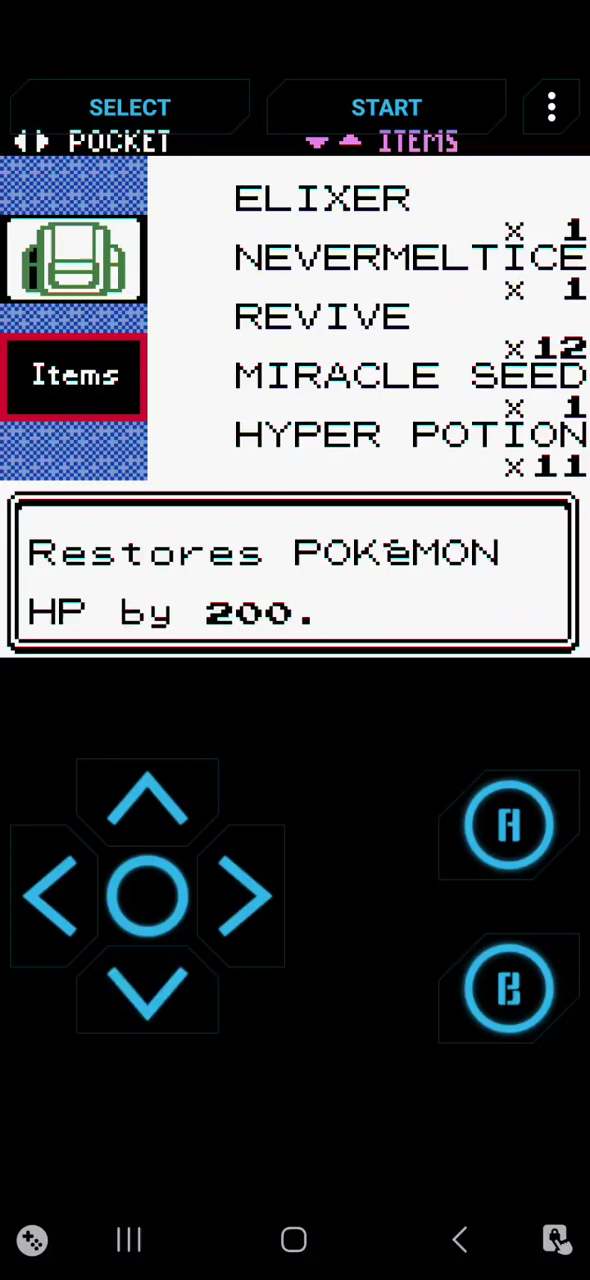 SELECT
START
POCKET
ITEMS
ELIXER
× 1
NEVERMELTICE
× 1
REVIVE
×12
Items
MIRACLE SEED
× 1
HYPER POTION
×11
Restores POKéMON
HP by 200.
A
B